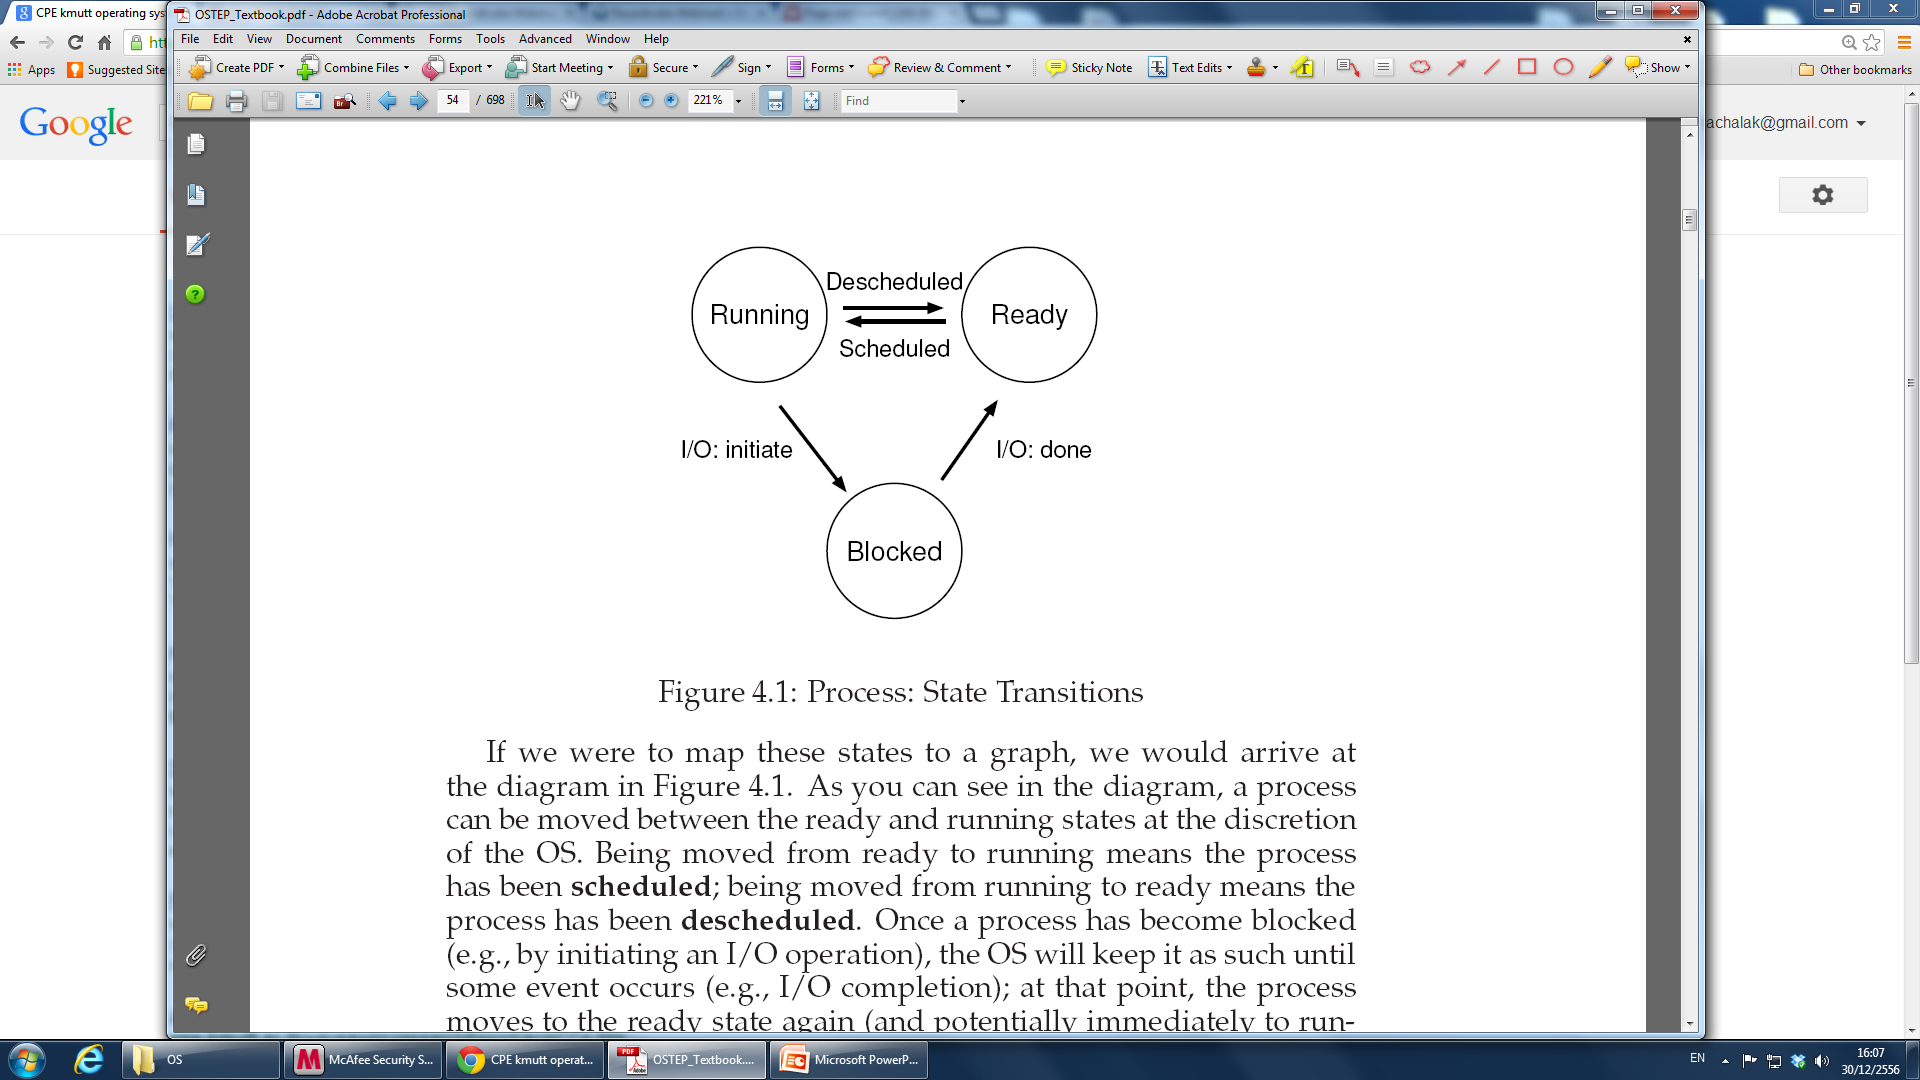 CPE kmutt operating sys
OSTEP_Textbook.pdf - Adobe Acrobat Professional
File Edit View Document Comments Forms Tools Advanced Window Help
Create PDF Combine Files Export Start Meeting Secure Sign Forms Review & Comment Sticky Note Text Edits Show
54 / 698 221% Find
Apps Suggested Site Other bookmarks
Google
achalak@gmail.com
Descheduled
Running Ready
Scheduled
I/O: initiate I/O: done
Blocked
Figure 4.1: Process: State Transitions
If we were to map these states to a graph, we would arrive at
the diagram in Figure 4.1. As you can see in the diagram, a process
can be moved between the ready and running states at the discretion
of the OS. Being moved from ready to running means the process
has been scheduled; being moved from running to ready means the
process has been descheduled. Once a process has become blocked
(e.g., by initiating an I/O operation), the OS will keep it as such until
some event occurs (e.g., I/O completion); at that point, the process
moves to the ready state again (and potentially immediately to run-
OS McAfee Security S... CPE kmutt operat... OSTEP_Textbook.... Microsoft PowerP... EN 16:07
30/12/2556